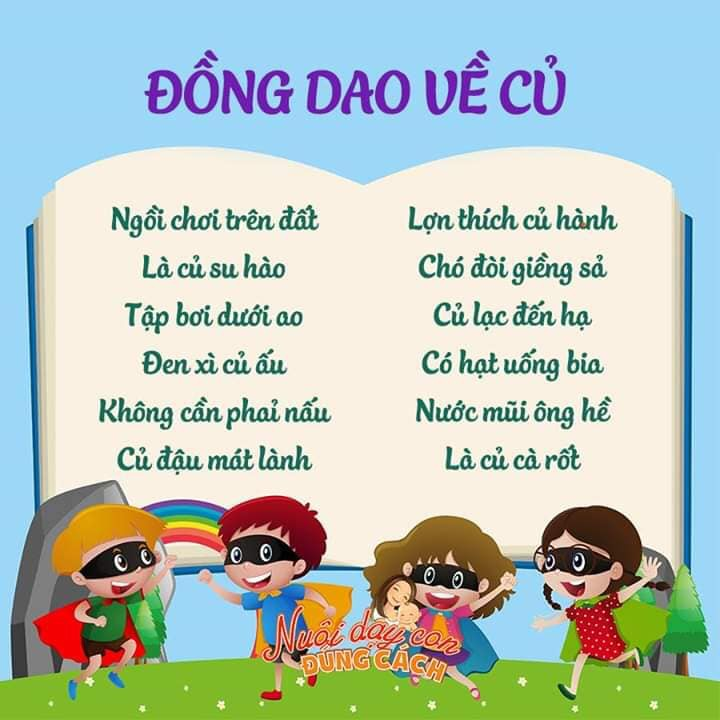 ĐỒNG DAO VỀ CỦ
Ngồi chơi trên đất
Là củ su hào
Tập bơi dưới ao
Đen xì củ ấu
Không cần phải nấu
Củ đậu mát lành
Lợn thích củ hành
Chó đòi giềng sả
Củ lạc đến hạ
Có hạt uống bia
Nước mũi ông hề
Là củ cà rốt
Nuôi dạy con
ĐÚNG CÁCH